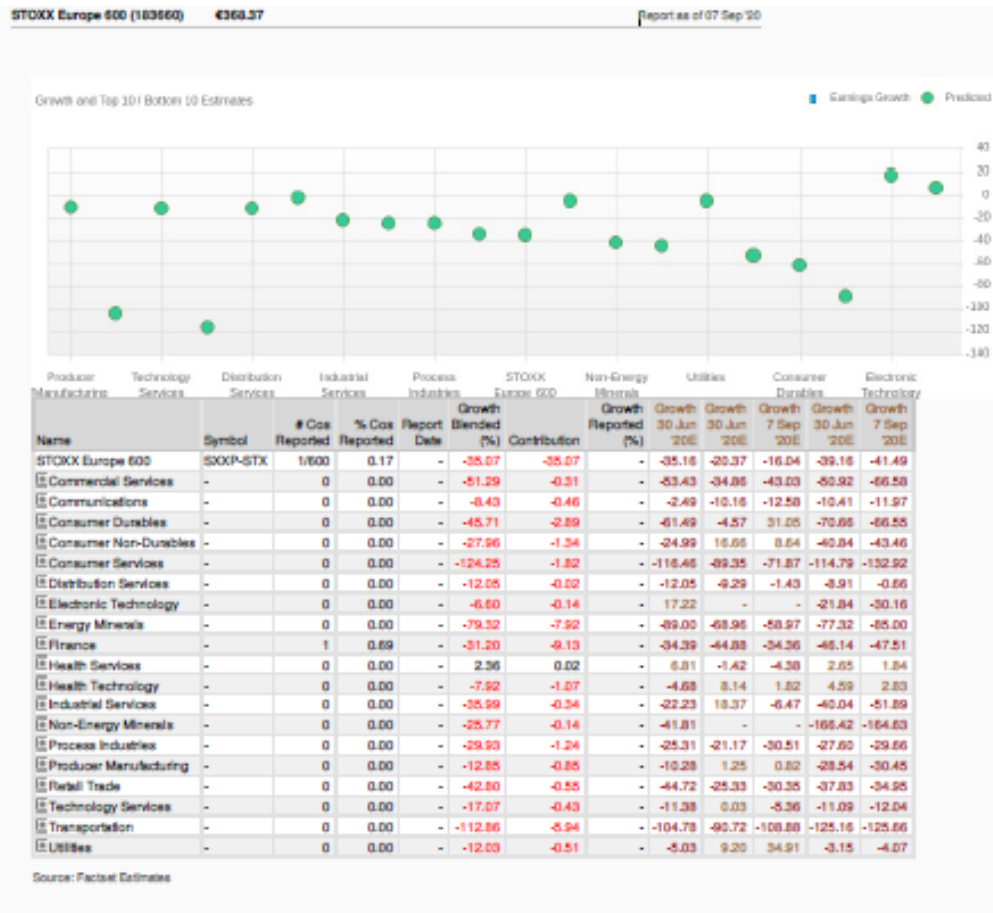 STOXX Europe 600 (183660) €368.37 Report as of 07 Sep '20
Growth and Top 10 / Bottom 10 Estimates Earnings Growth Predicted
40
20
0
-20
-40
-60
-80
-100
-120
-140
Producer Manufacturing Technology Services Distribution Services Industrial Services Process Industries STOXX Europe 600 Non-Energy Minerals Utilities Consumer Durables Electronic Technology
Name Symbol # Cos Reported % Cos Reported Report Date Growth Blended (%) Contribution Growth Reported (%) Growth 30 Jun '20E Growth 30 Jun '20E Growth 7 Sep '20E Growth 30 Jun '20E Growth 7 Sep '20E
STOXX Europe 600 SXXP-STX 1/600 0.17 - -35.07 -35.07 - -35.16 -20.37 -16.04 -39.16 -41.49
Commercial Services - 0 0.00 - -51.29 -0.31 - -53.43 -34.86 -43.03 -50.92 -66.58
Communications - 0 0.00 - -8.43 -0.46 - -2.49 -10.16 -12.58 -10.41 -11.97
Consumer Durables - 0 0.00 - -45.71 -2.89 - -61.49 -4.57 31.05 -70.66 -66.55
Consumer Non-Durables - 0 0.00 - -27.96 -1.34 - -24.99 16.66 8.64 -40.84 -43.46
Consumer Services - 0 0.00 - -124.25 -1.82 - -116.46 -89.35 -71.87 -114.79 -132.92
Distribution Services - 0 0.00 - -12.05 -0.02 - -12.05 -9.29 -1.43 -8.91 -0.66
Electronic Technology - 0 0.00 - -6.60 -0.14 - 17.22 - - -21.84 -30.16
Energy Minerals - 0 0.00 - -79.32 -7.92 - -89.00 -68.96 -58.97 -77.32 -85.00
Finance - 1 0.69 - -31.20 -9.13 - -34.39 -44.88 -34.36 -46.14 -47.51
Health Services - 0 0.00 - 2.36 0.02 - 6.81 -1.42 -4.38 2.65 1.84
Health Technology - 0 0.00 - -7.92 -1.07 - -4.68 8.14 1.82 4.59 2.83
Industrial Services - 0 0.00 - -35.99 -0.34 - -22.23 18.37 -6.47 -40.04 -51.89
Non-Energy Minerals - 0 0.00 - -25.77 -0.14 - -41.81 - - -166.42 -164.63
Process Industries - 0 0.00 - -29.93 -1.24 - -25.31 -21.17 -30.51 -27.60 -29.66
Producer Manufacturing - 0 0.00 - -12.85 -0.85 - -10.28 1.25 0.82 -28.54 -30.45
Retail Trade - 0 0.00 - -42.80 -0.55 - -44.72 -25.33 -30.35 -37.83 -34.95
Technology Services - 0 0.00 - -17.07 -0.43 - -11.38 0.03 -5.36 -11.09 -12.04
Transportation - 0 0.00 - -112.86 -5.94 - -104.78 -90.72 -108.88 -125.16 -125.66
Utilities - 0 0.00 - -12.03 -0.51 - -5.03 9.20 34.91 -3.15 -4.07
Source: Factset Estimates